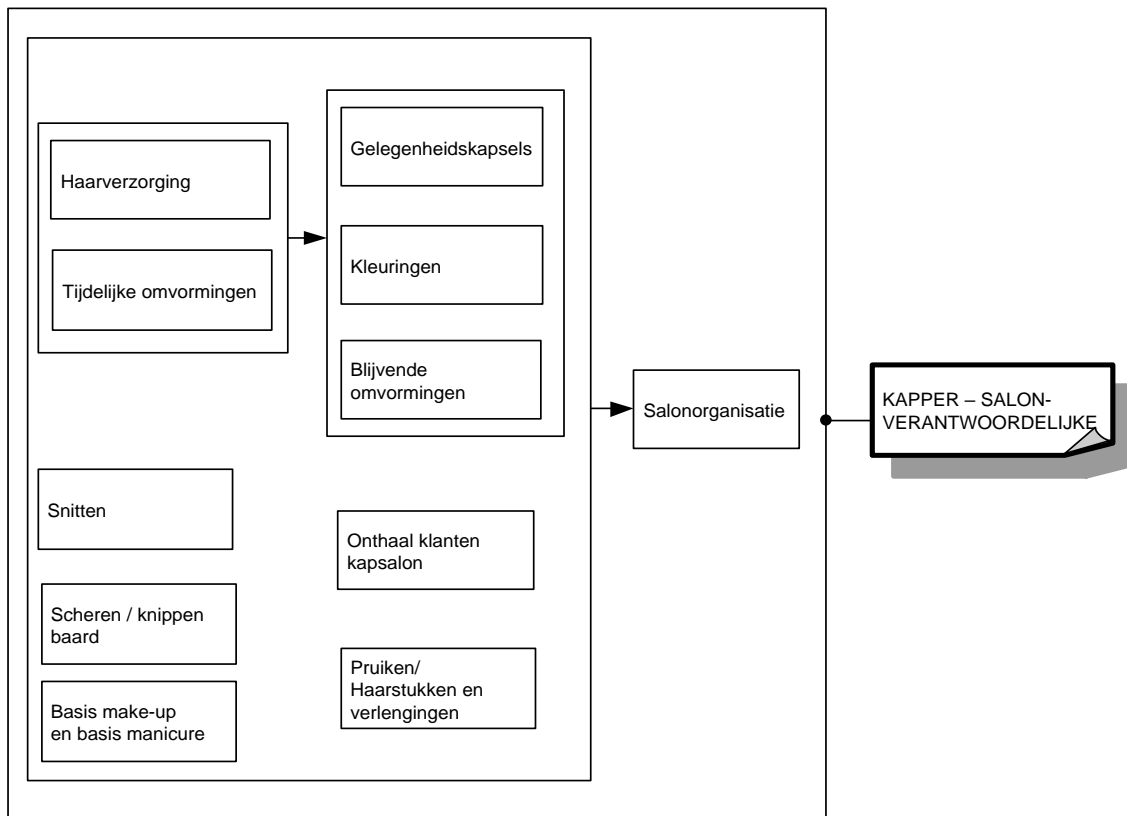 Haarverzorging
Tijdelijke omvormingen
Gelegenheidskapsels
Kleuringen
Blijvende
omvormingen
Salonorganisatie
KAPPER – SALON-
VERANTWOORDELIJKE
Snitten
Scheren / knippen
baard
Basis make-up
en basis manicure
Onthaal klanten
kapsalon
Pruiken/
Haarstukken en
verlengingen